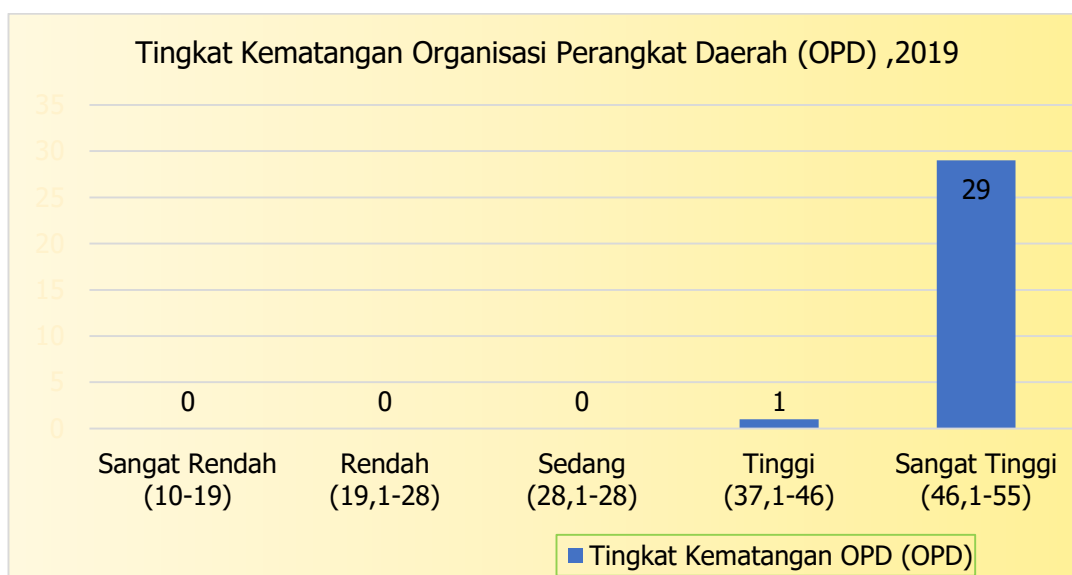 Tingkat Kematangan Organisasi Perangkat Daerah (OPD) ,2019
35
30
25
20
15
10
5
0
0
0
0
1
29
Sangat Rendah
(10-19)
Rendah
(19,1-28)
Sedang
(28,1-28)
Tinggi
(37,1-46)
Sangat Tinggi
(46,1-55)
Tingkat Kematangan OPD (OPD)